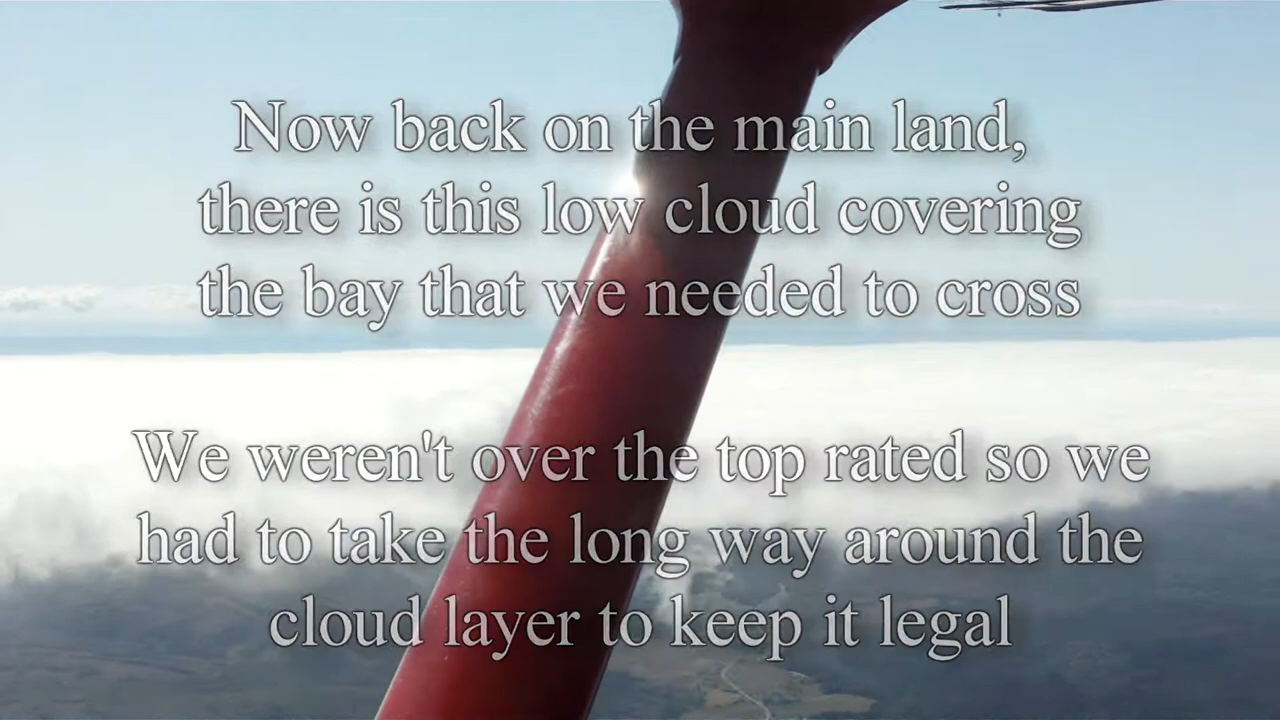 Now back on the main land,
there is this low cloud covering
the bay that we needed to cross
We weren't over the top rated so we
had to take the long way around the
cloud layer to keep it legal